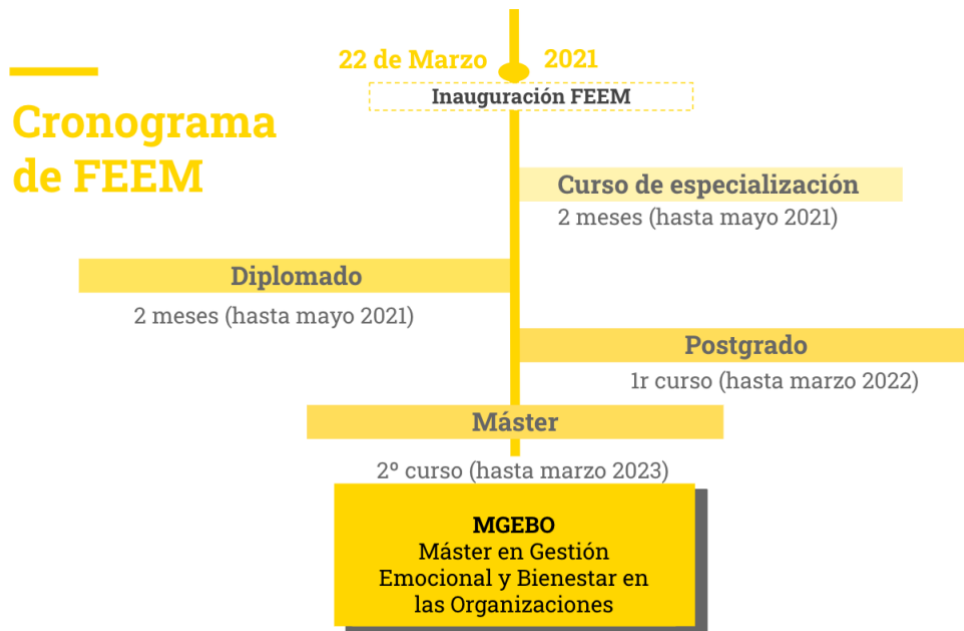 22 de Marzo 2021
Inauguración FEEM
Cronograma
de FEEM
Curso de especialización
2 meses (hasta mayo 2021)
Diplomado
2 meses (hasta mayo 2021)
Postgrado
1r curso (hasta marzo 2022)
Máster
2º curso (hasta marzo 2023)
MGEBO
Máster en Gestión
Emocional y Bienestar en
las Organizaciones